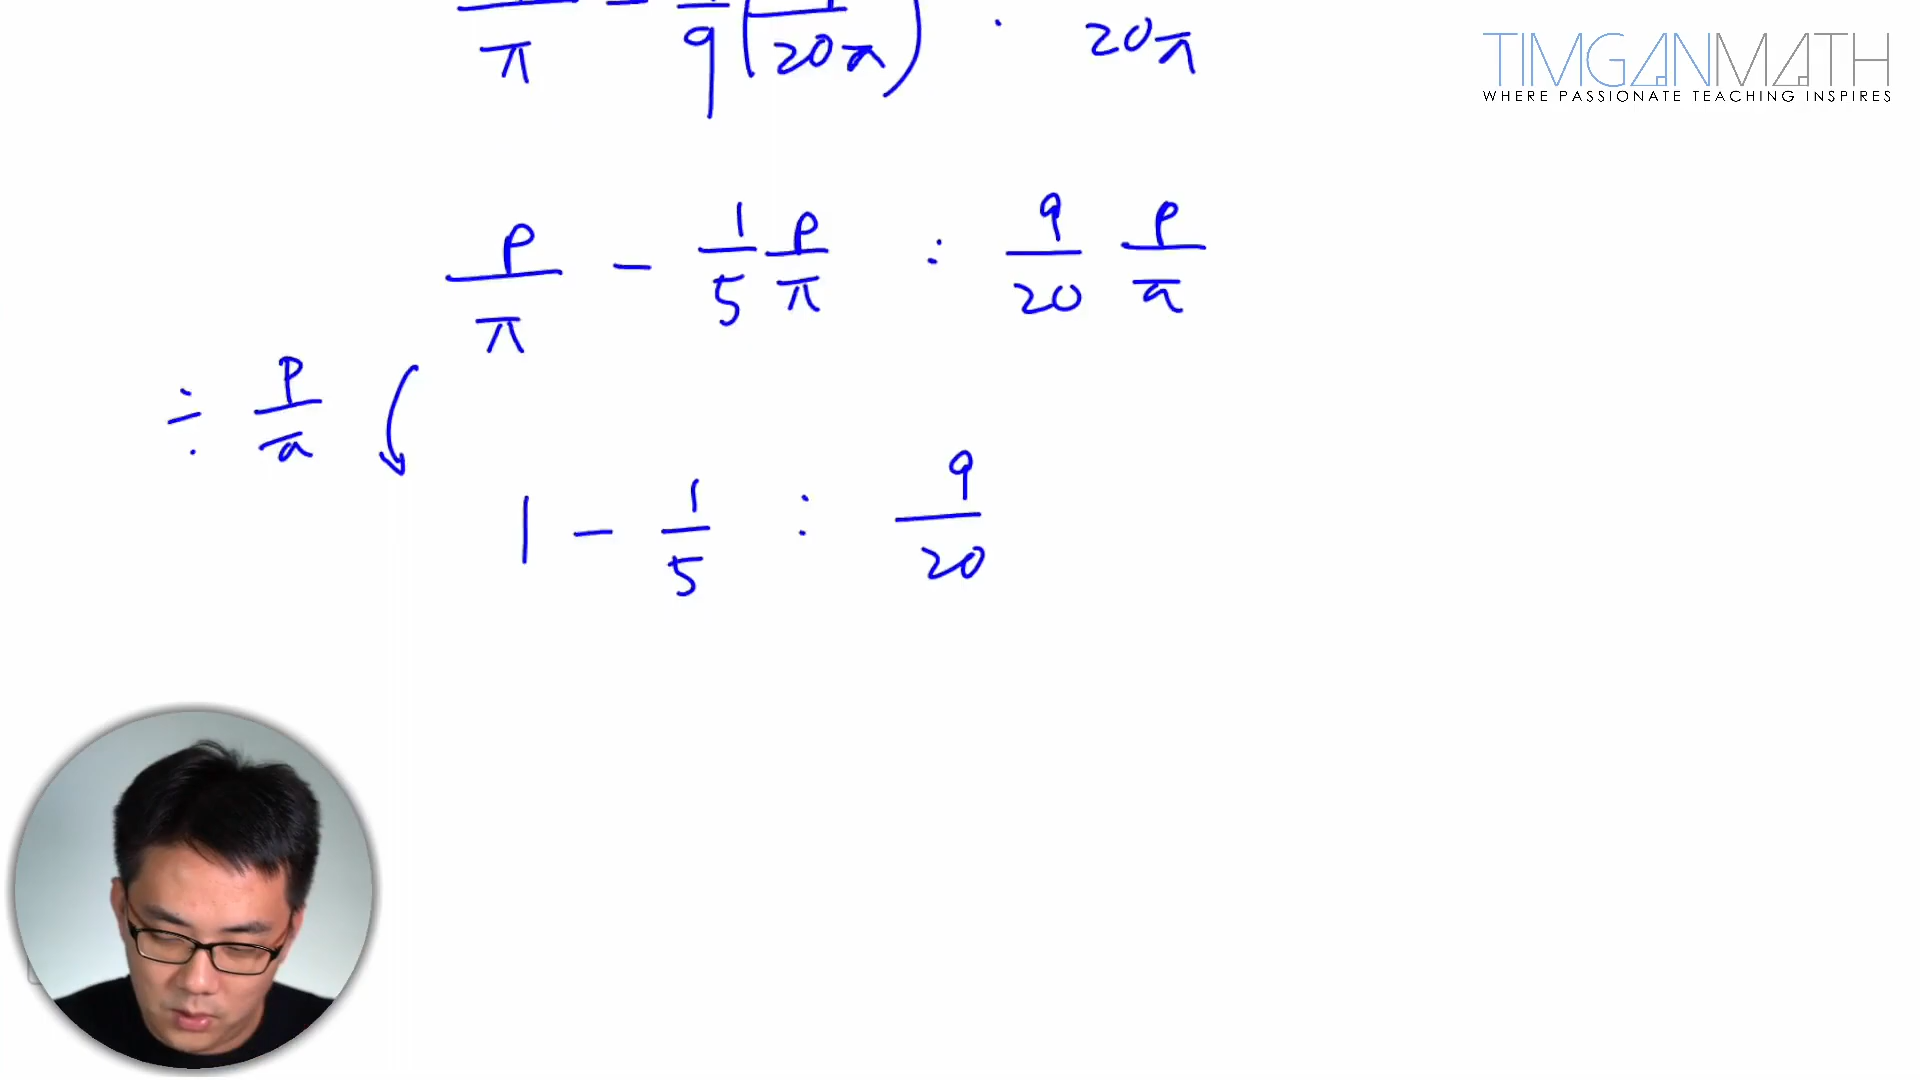 TIMGANMATH
WHERE PASSIONATE TEACHING INSPIRES
π 9 ( 20π ) : 20π
P/π - 1/5 P/π : 9/20 P/π
÷ P/π
1 - 1/5 : 9/20